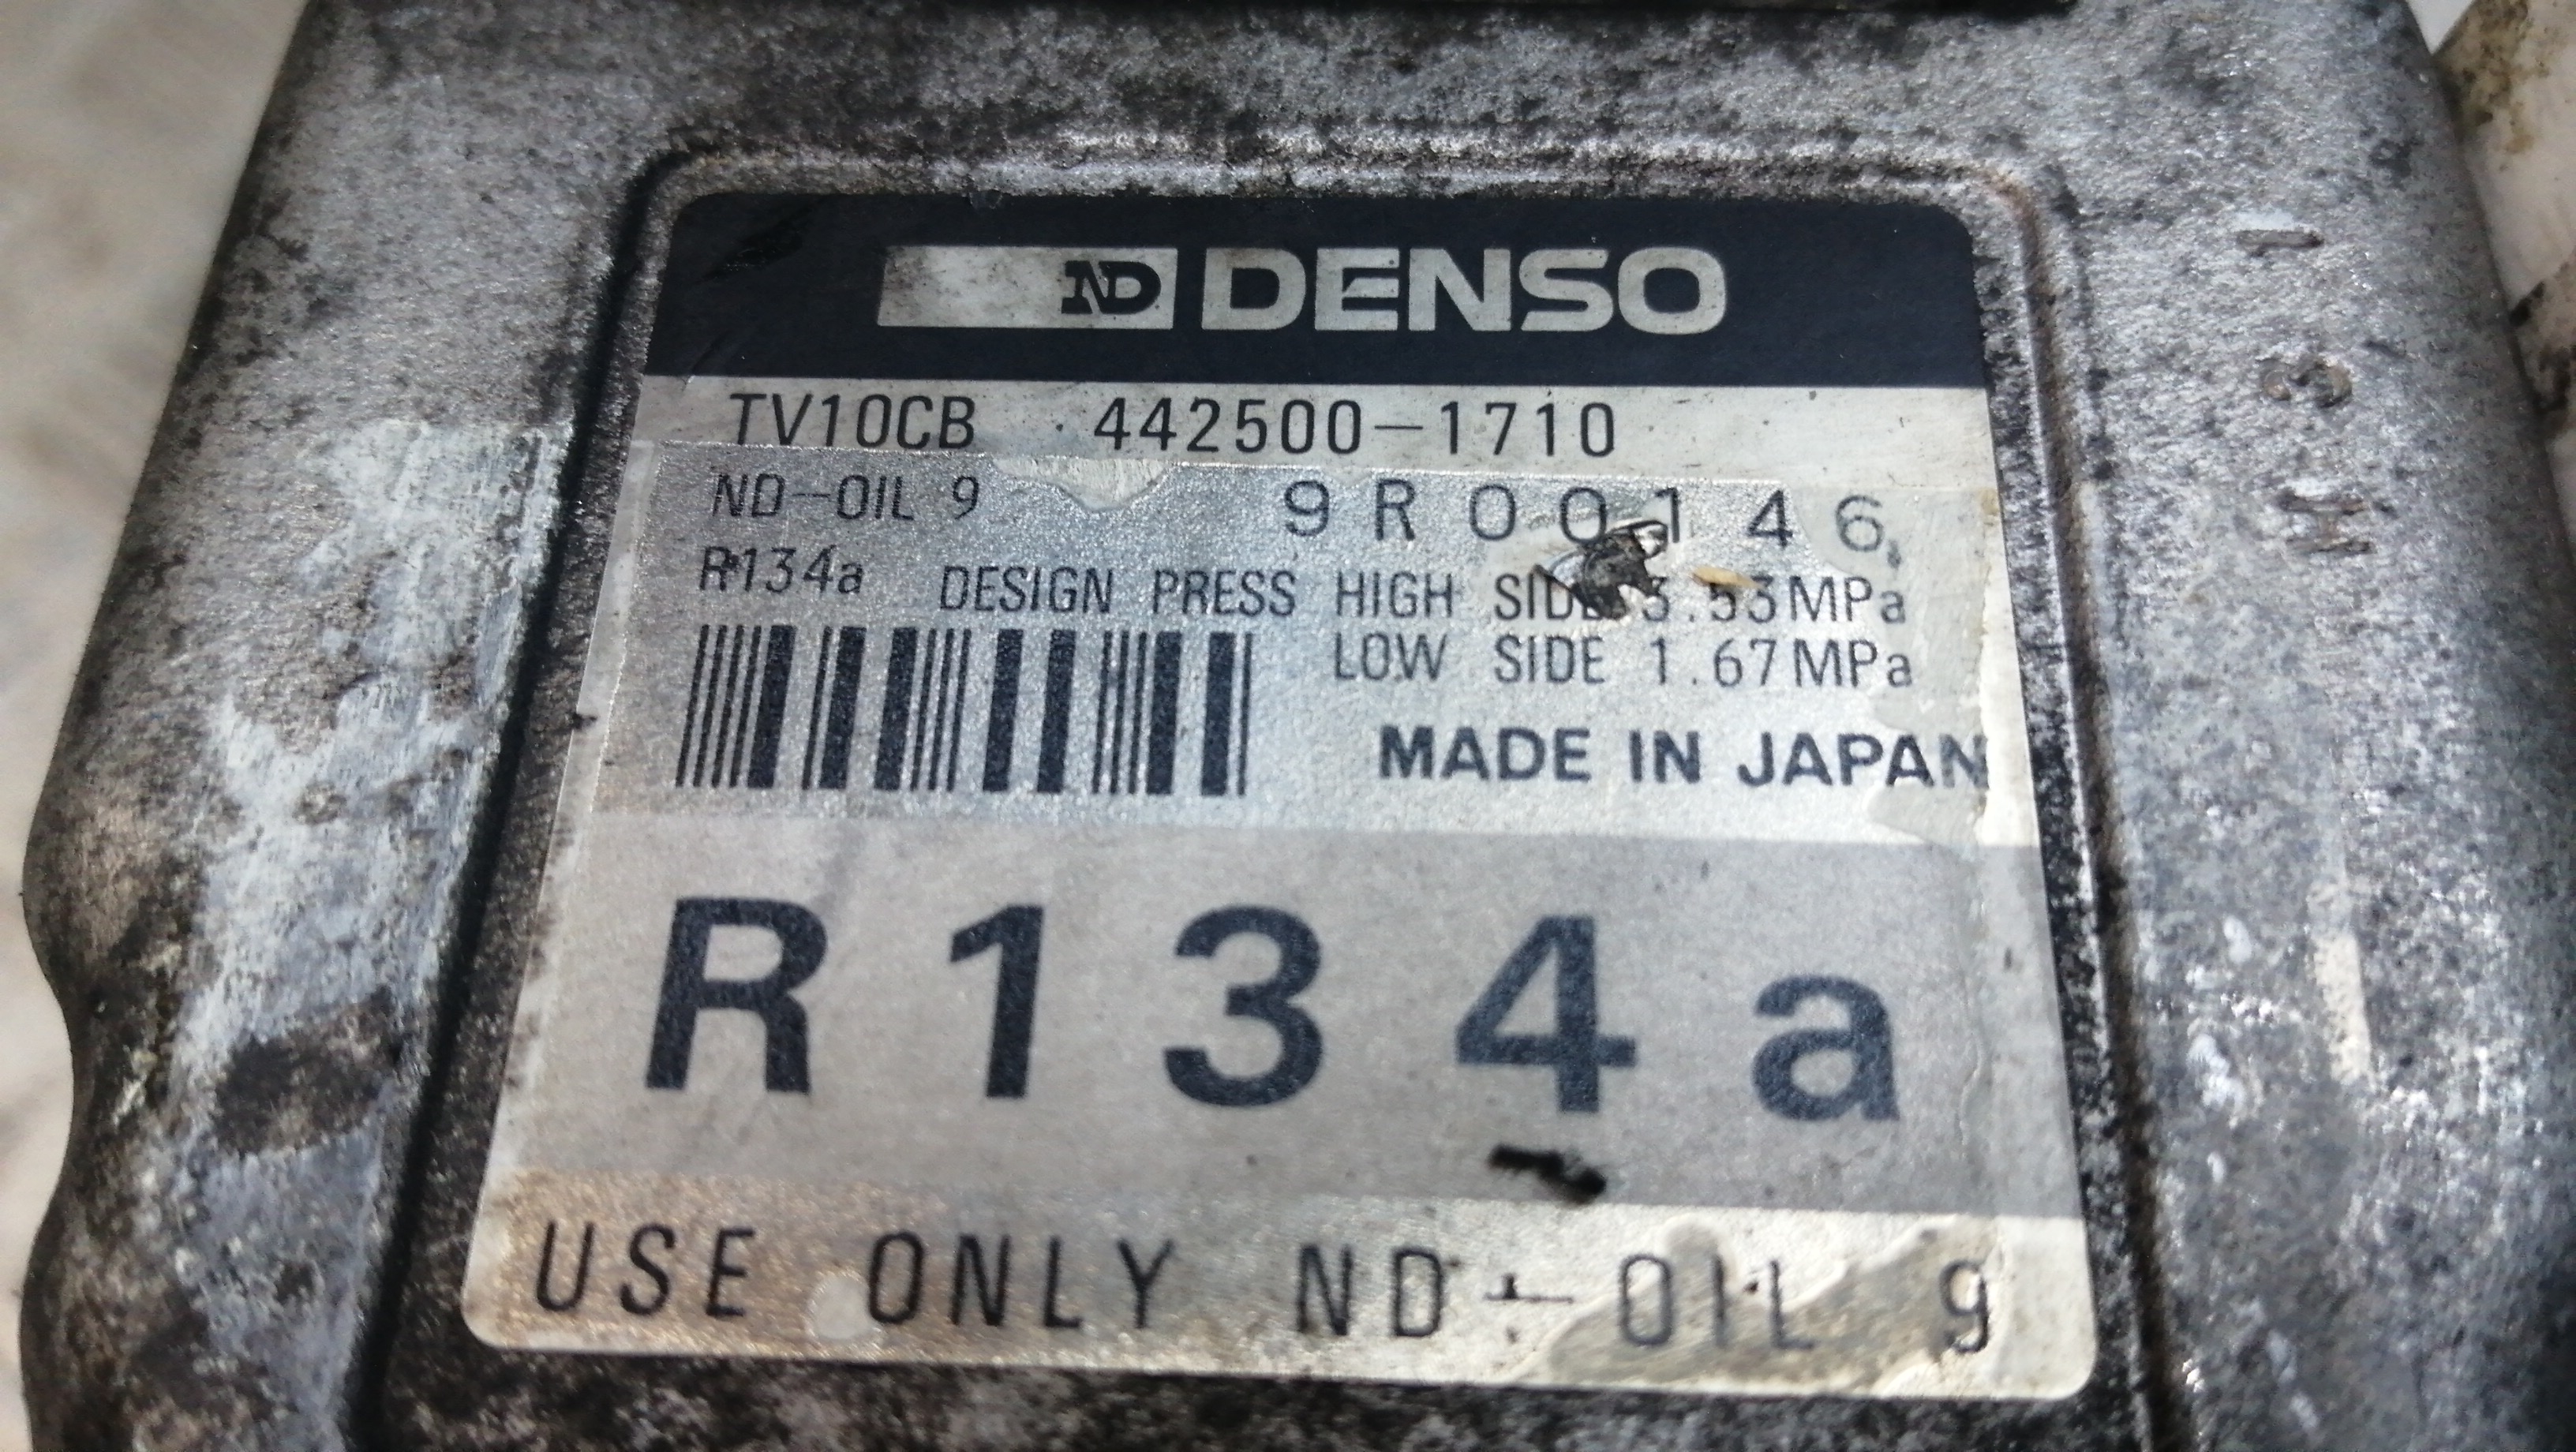 ND DENSO
TV10CB 442500-1710
ND-OIL 9 9R00146
R134a DESIGN PRESS HIGH SIDE 3.53MPa
LOW SIDE 1.67MPa
MADE IN JAPAN
R134a
USE ONLY ND-OIL 9